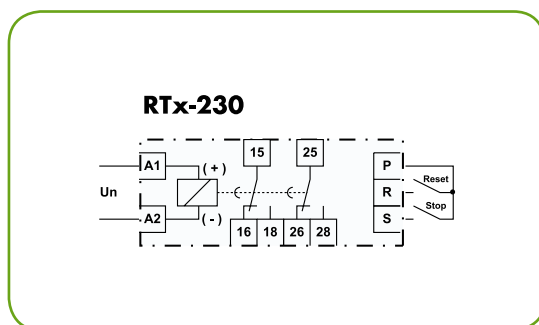 RTx-230
15 25
A1 (+) P
Reset
Un R
Stop
A2 (-) S
16 18 26 28